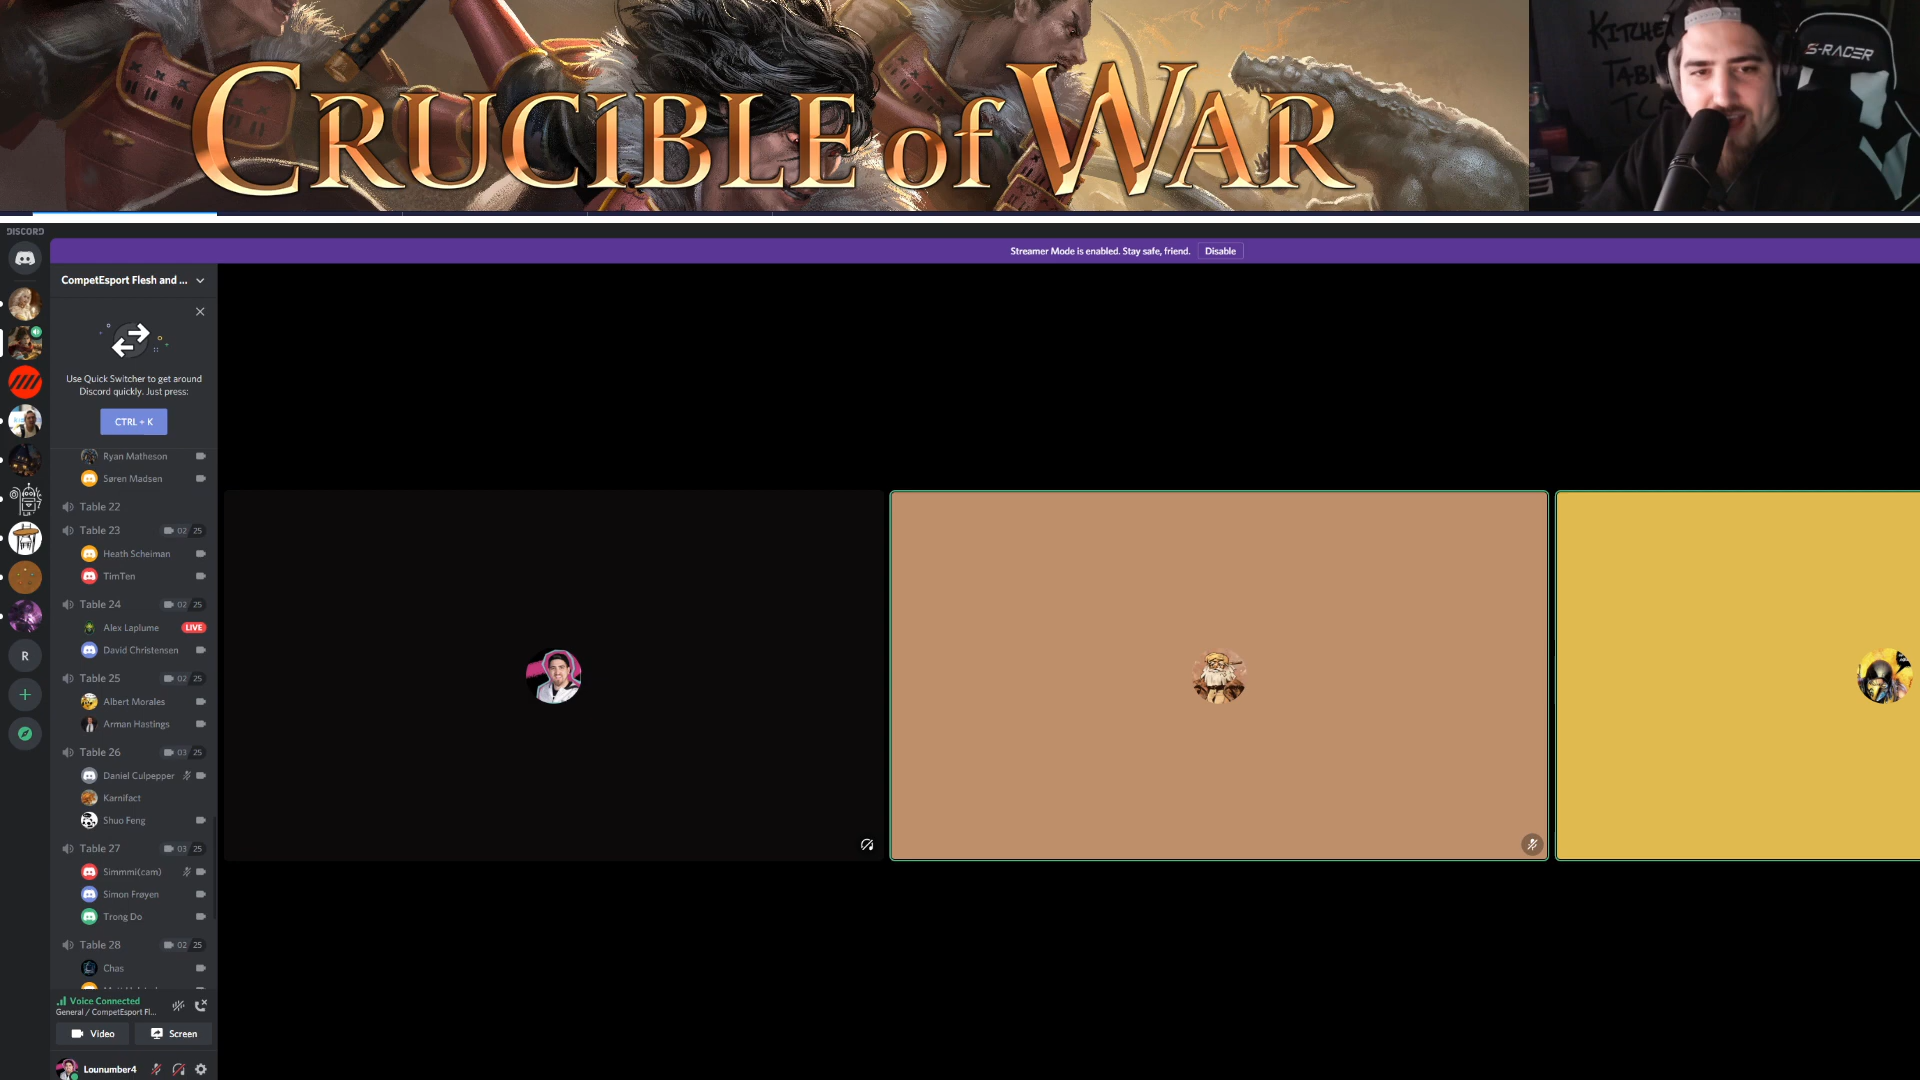 CRUCIBLE of WAR
KITCHEN
TABLE
TCG
S-RACER
DISCORD
Streamer Mode is enabled. Stay safe, friend.
Disable
CompetEsport Flesh and ...
Use Quick Switcher to get around
Discord quickly. Just press:
CTRL + K
Ryan Matheson
Søren Madsen
Table 22
Table 23 02 25
Heath Scheiman
TimTen
Table 24 02 25
Alex Laplume LIVE
David Christensen
Table 25 02 25
Albert Morales
Arman Hastings
Table 26 03 25
Daniel Culpepper
Karnifact
Shuo Feng
Table 27 03 25
Simmmi(cam)
Simon Frøyen
Trong Do
R
Table 28 02 25
Chas
Voice Connected
General / CompetEsport Fl...
Video Screen
Lounumber4